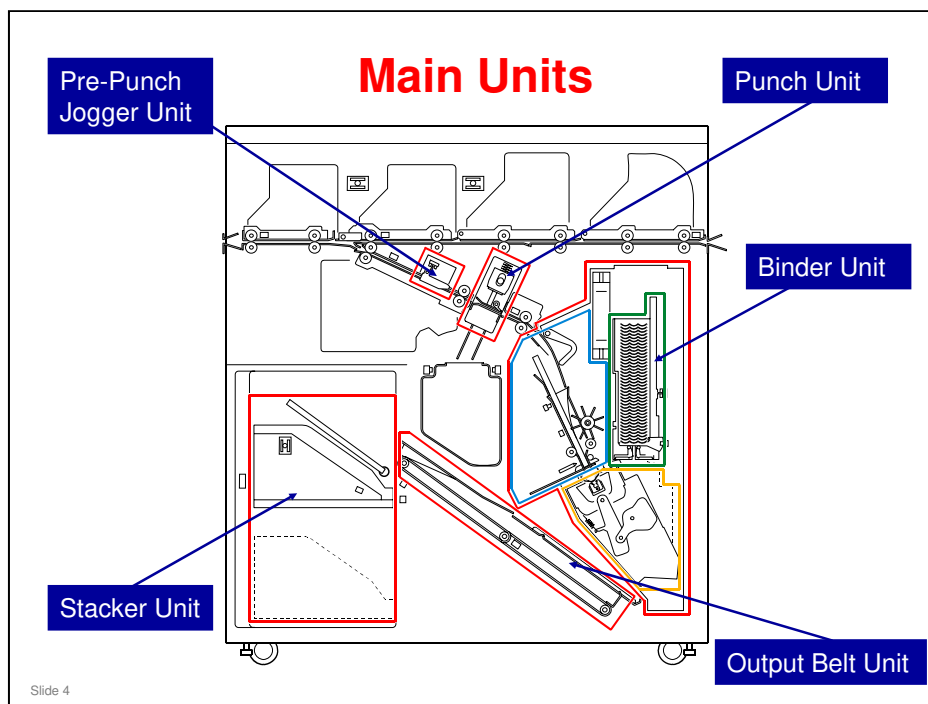 Main Units
Pre-Punch
Jogger Unit
Punch Unit
Binder Unit
Stacker Unit
Output Belt Unit
Slide 4